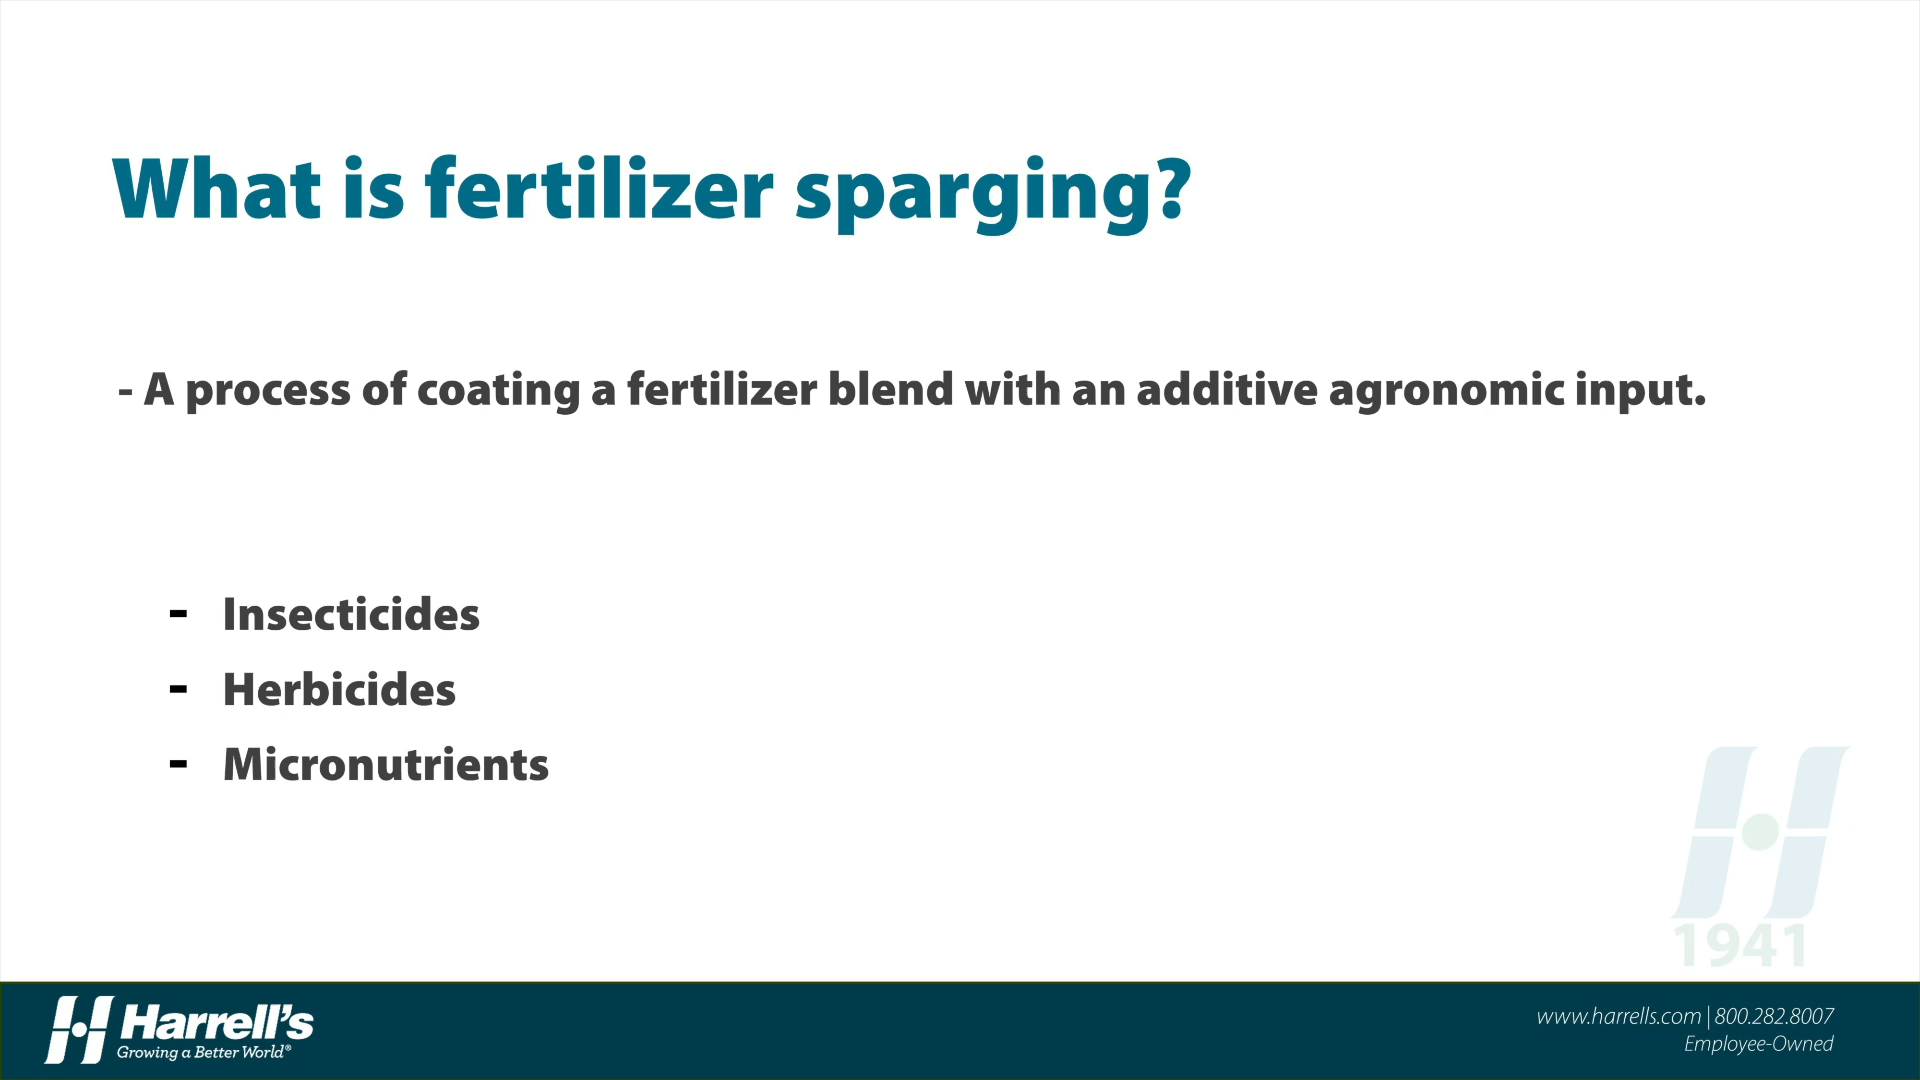 What is fertilizer sparging?
- A process of coating a fertilizer blend with an additive agronomic input.
- Insecticides
- Herbicides
- Micronutrients
1941
Harrell's
Growing a Better World®
www.harrells.com | 800.282.8007
Employee-Owned